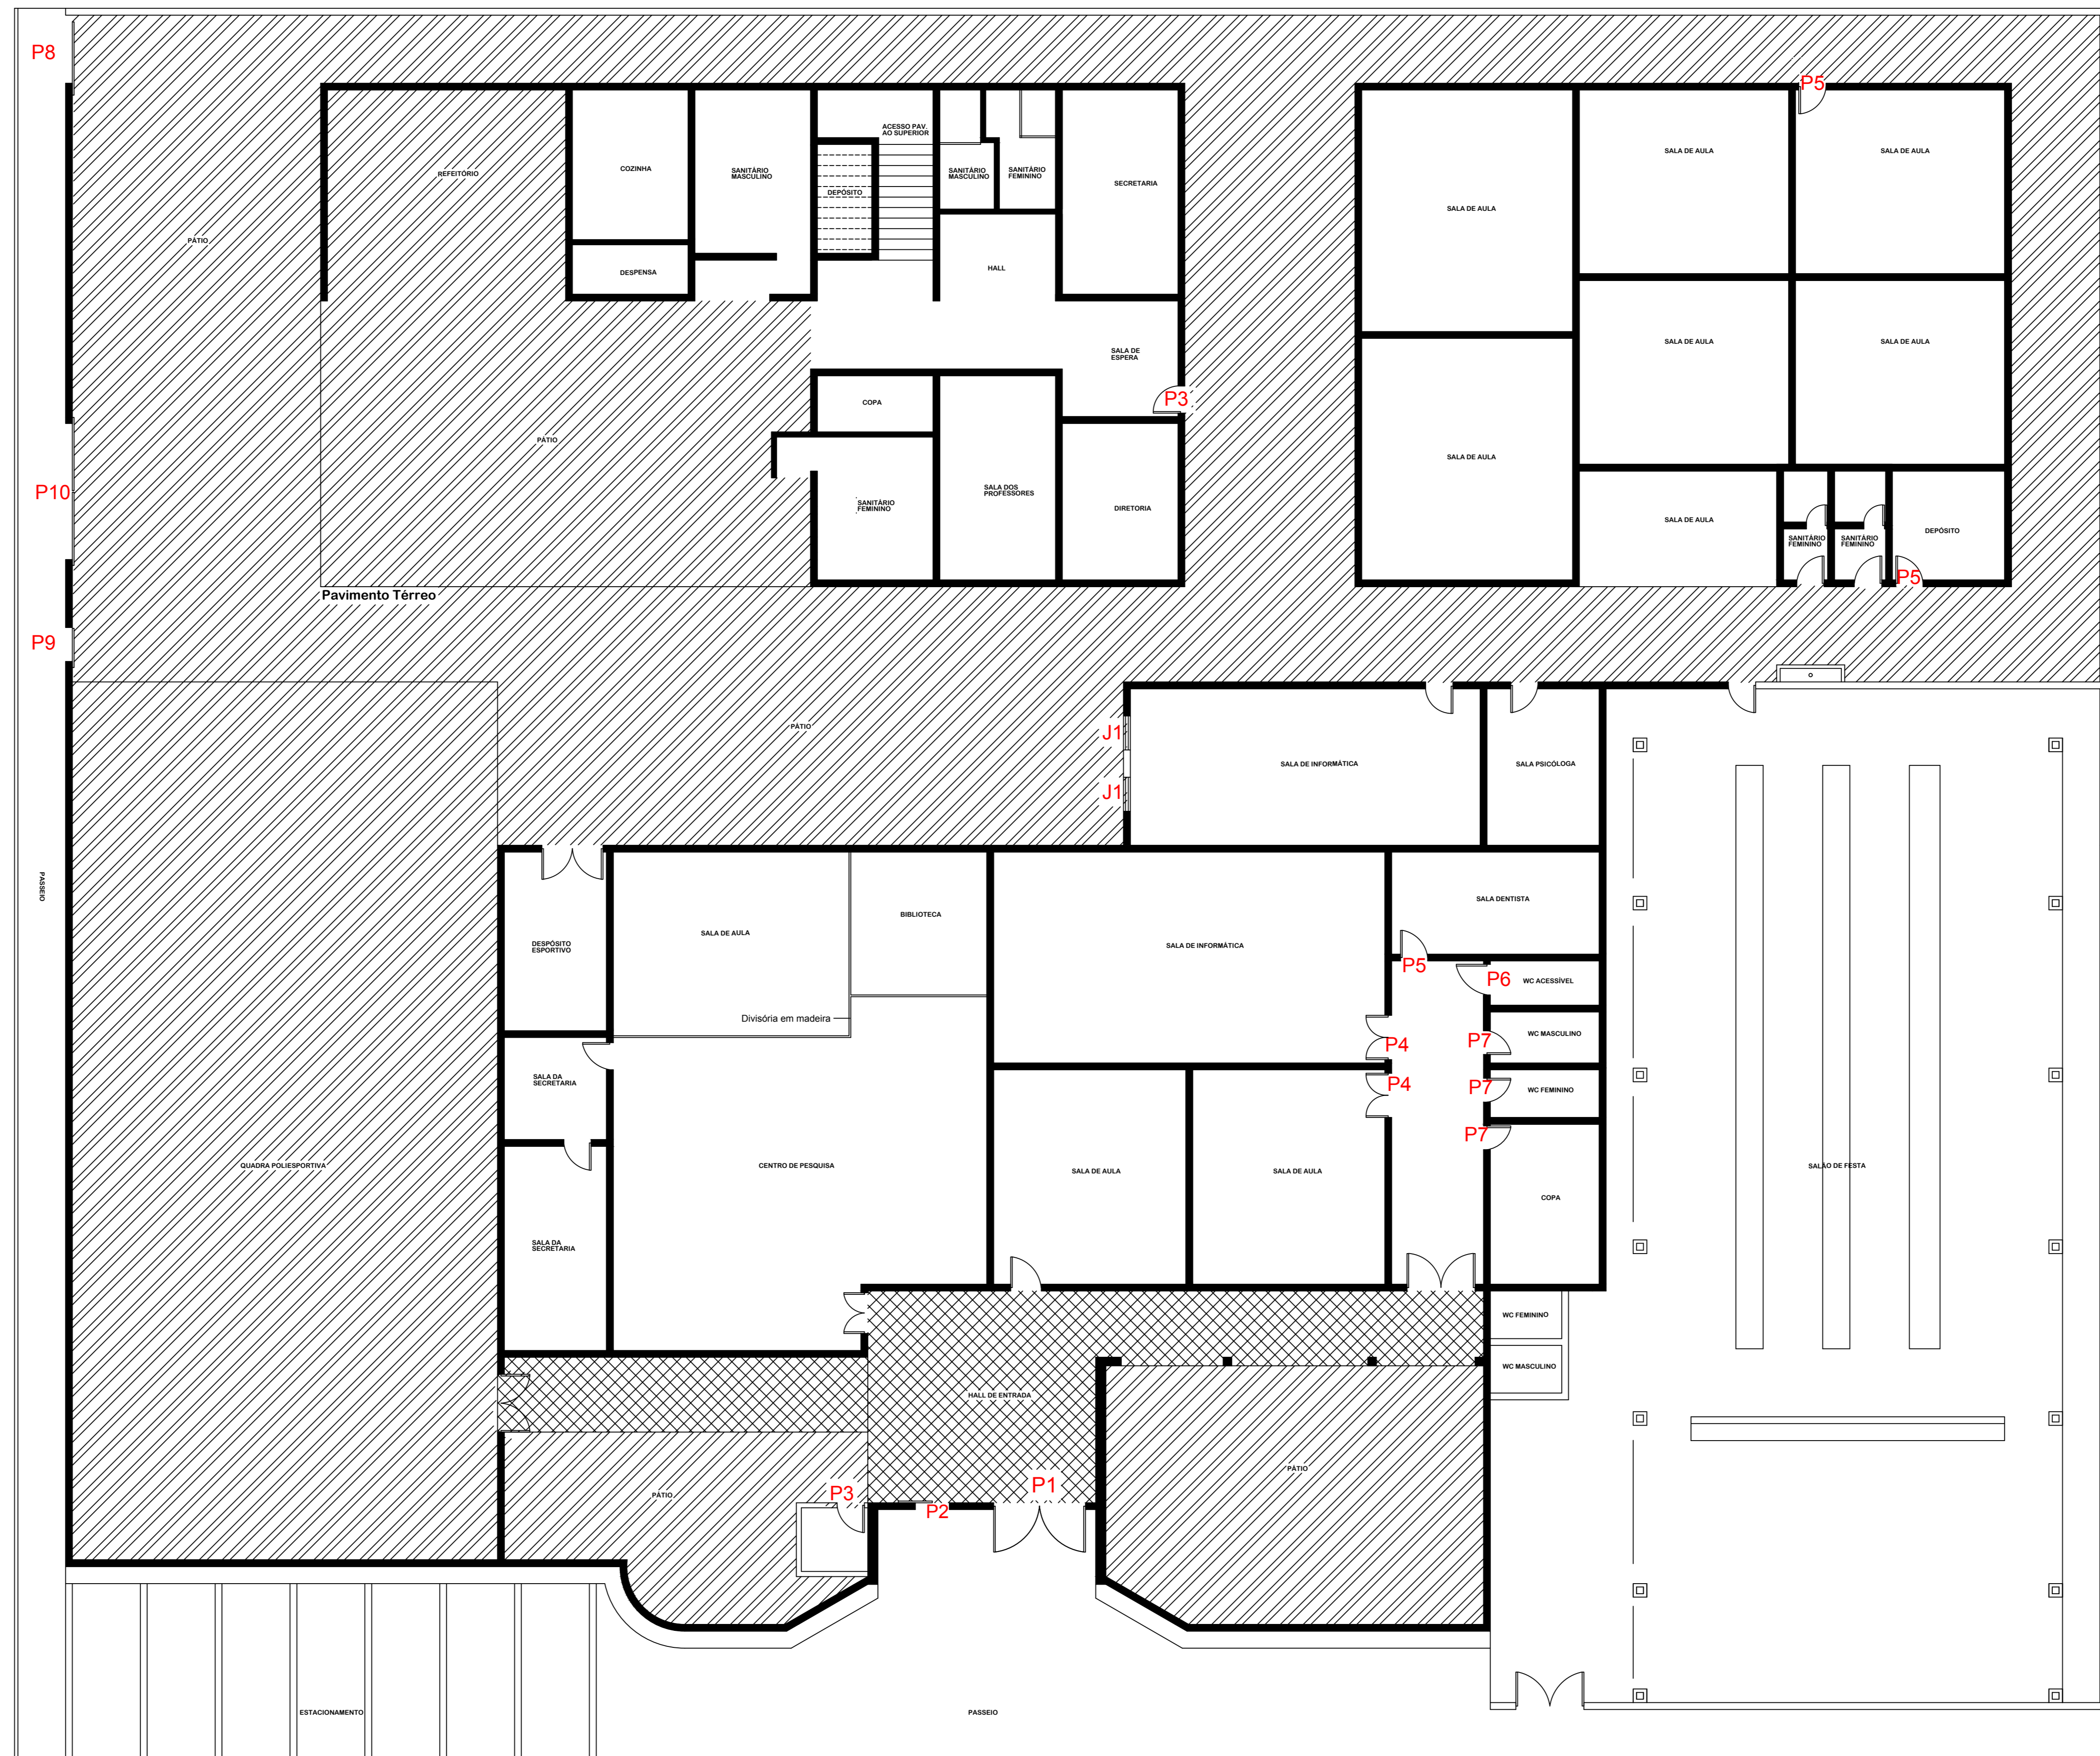 P8
P5
ACESSO PAV.
AO SUPERIOR
SALA DE AULA
SALA DE AULA
COZINHA
SANITÁRIO
MASCULINO
REFEITÓRIO
SANITÁRIO
MASCULINO
SANITÁRIO
FEMININO
SECRETARIA
DEPÓSITO
SALA DE AULA
PÁTIO
HALL
DESPENSA
SALA DE AULA
SALA DE AULA
SALA DE
ESPERA
P3
COPA
PÁTIO
SALA DE AULA
P10
SALA DOS
PROFESSORES
SANITÁRIO
FEMININO
DIRETORIA
SALA DE AULA
DEPÓSITO
SANITÁRIO
FEMININO
SANITÁRIO
FEMININO
P5
Pavimento Térreo
P9
PÁTIO
J1
SALA DE INFORMÁTICA
SALA PSICÓLOGA
J1
PASSEIO
SALA DENTISTA
BIBLIOTECA
SALA DE AULA
DESPÓSITO
ESPORTIVO
SALA DE INFORMÁTICA
P5
P6
WC ACESSÍVEL
Divisória em madeira
WC MASCULINO
P7
P4
SALA DA
SECRETARIA
P4
P7
WC FEMININO
P7
QUADRA POLIESPORTIVA
CENTRO DE PESQUISA
SALA DE AULA
SALA DE AULA
SALÃO DE FESTA
COPA
SALA DA
SECRETARIA
WC FEMININO
WC MASCULINO
HALL DE ENTRADA
PÁTIO
P1
P3
PÁTIO
P2
ESTACIONAMENTO
PASSEIO